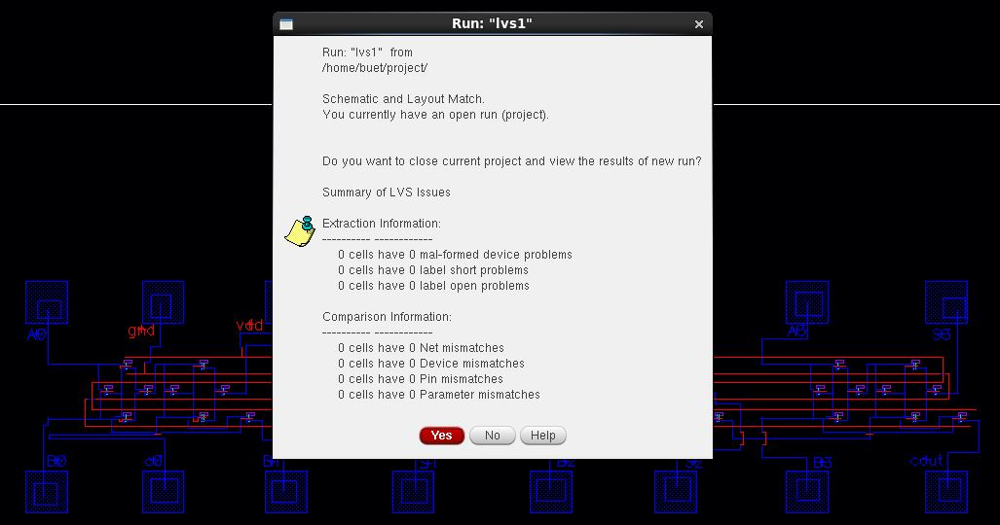 Run: "lvs1"
Run: "lvs1" from
/home/buet/project/
Schematic and Layout Match.
You currently have an open run (project).
Do you want to close current project and view the results of new run?
Summary of LVS Issues
Extraction Information:
---------- ------------
0 cells have 0 mal-formed device problems
0 cells have 0 label short problems
0 cells have 0 label open problems
Comparison Information:
---------- ------------
0 cells have 0 Net mismatches
0 cells have 0 Device mismatches
0 cells have 0 Pin mismatches
0 cells have 0 Parameter mismatches
Yes No Help
A0 gnd vdd A3 S3
B0 c0 B1 S1 B2 S2 B3 cout